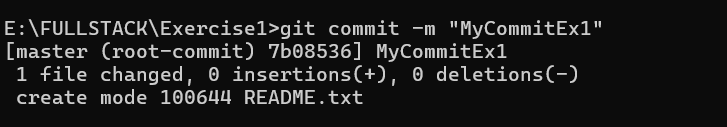 E:\FULLSTACK\Exercise1>git commit -m "MyCommitEx1"
[master (root-commit) 7b08536] MyCommitEx1
 1 file changed, 0 insertions(+), 0 deletions(-)
 create mode 100644 README.txt